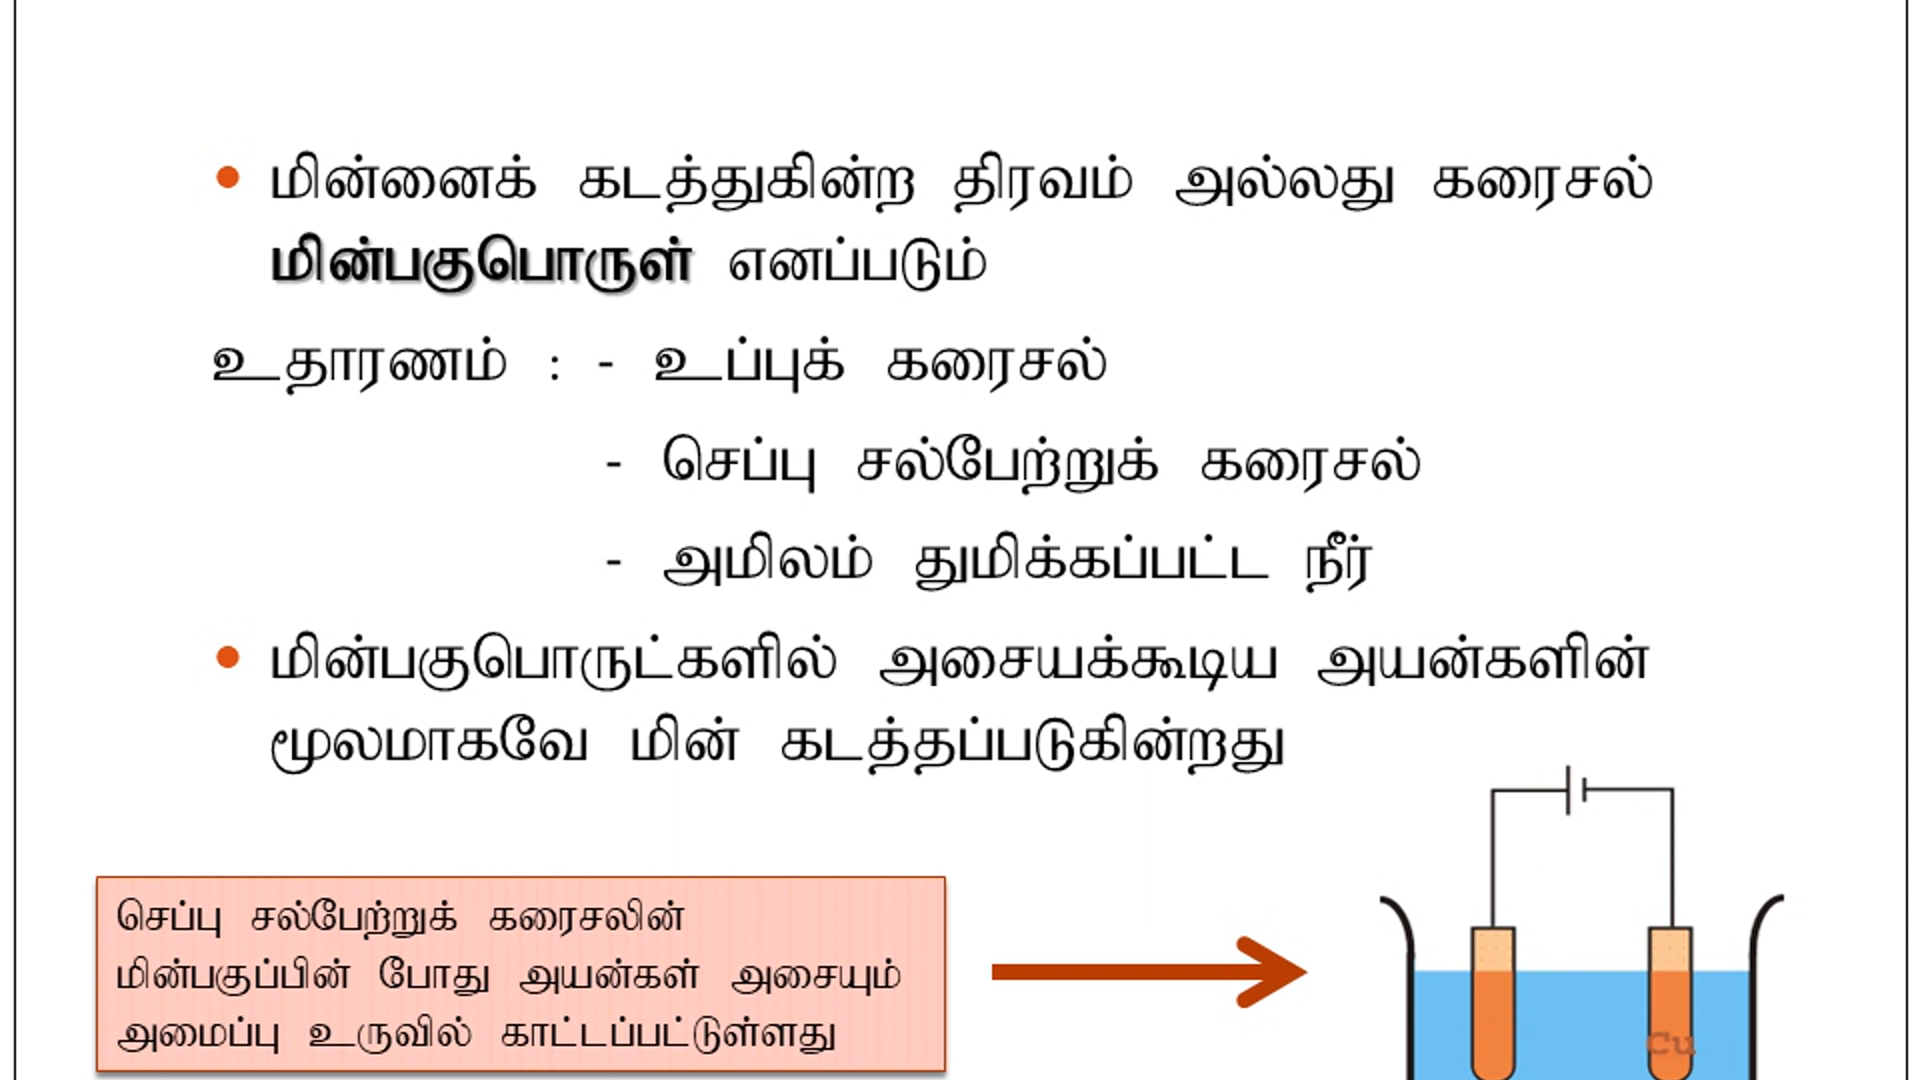 • மின்னைக் கடத்துகின்ற திரவம் அல்லது கரைசல்
மின்பகுபொருள் எனப்படும்
உதாரணம் : - உப்புக் கரைசல்
- செப்பு சல்பேற்றுக் கரைசல்
- அமிலம் துமிக்கப்பட்ட நீர்
• மின்பகுபொருட்களில் அசையக்கூடிய அயன்களின்
மூலமாகவே மின் கடத்தப்படுகின்றது
செப்பு சல்பேற்றுக் கரைசலின்
மின்பகுப்பின் போது அயன்கள் அசையும்
அமைப்பு உருவில் காட்டப்பட்டுள்ளது
Cu